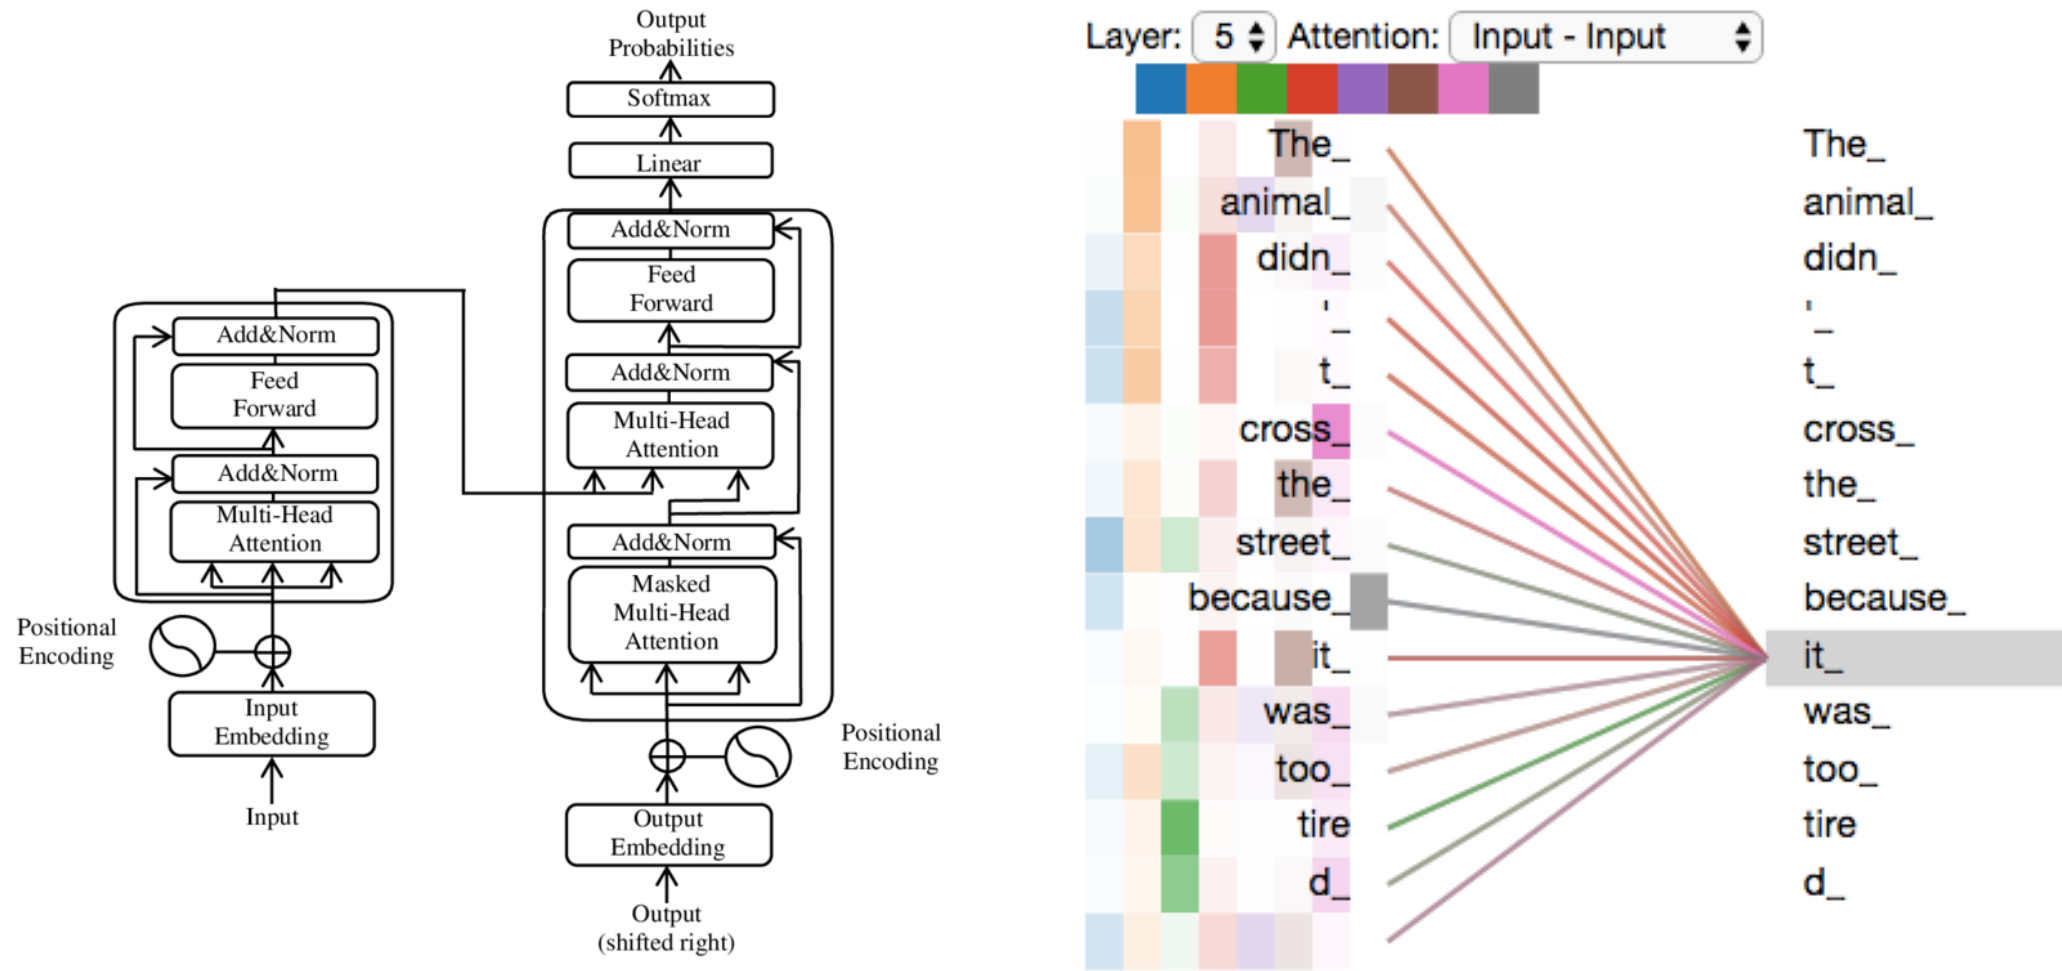 Output
Probabilities
Softmax
Linear
Add&Norm
Feed
Forward
Add&Norm
Multi-Head
Attention
Add&Norm
Masked
Multi-Head
Attention
Positional
Encoding
Output
Embedding
Output
(shifted right)
Add&Norm
Feed
Forward
Add&Norm
Multi-Head
Attention
Positional
Encoding
Input
Embedding
Input
Layer: 5 Attention: Input - Input
The_ The_
animal_ animal_
didn_ didn_
'_ '_
t_ t_
cross_ cross_
the_ the_
street_ street_
because_ because_
it_ it_
was_ was_
too_ too_
tire tire
d_ d_